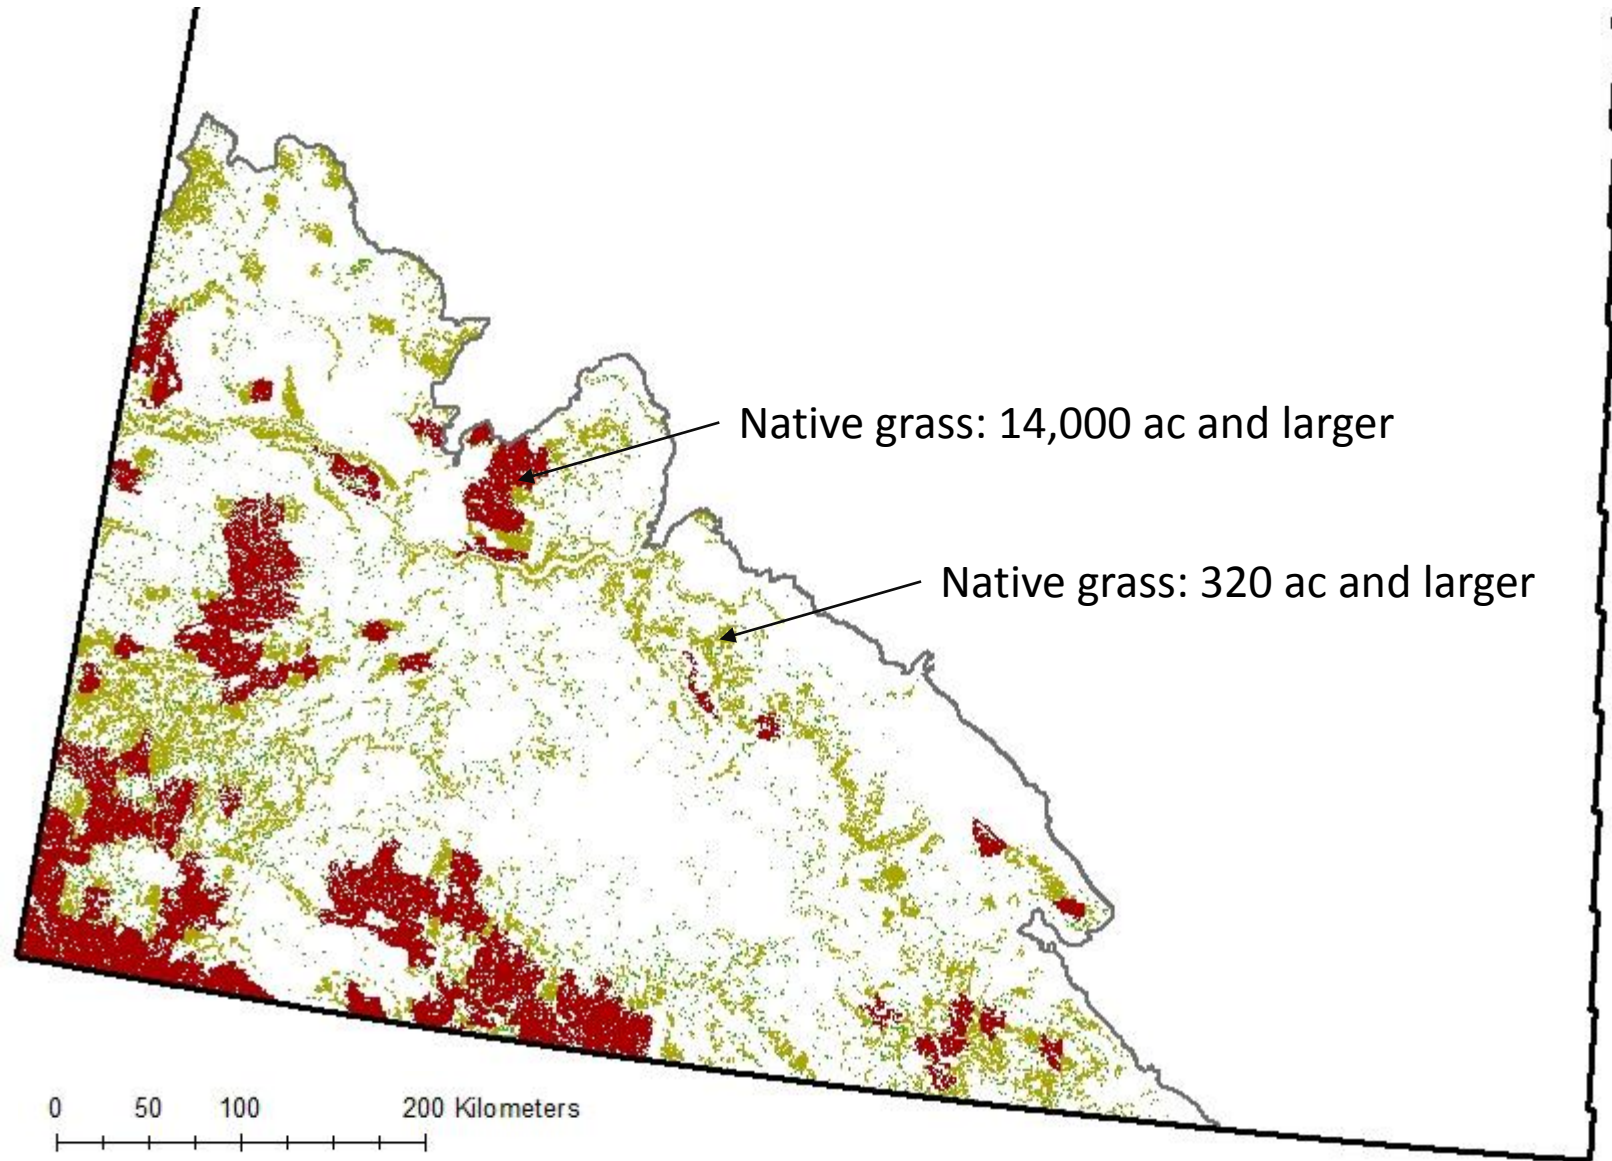 Native grass: 14,000 ac and larger
Native grass: 320 ac and larger
0 50 100 200 Kilometers